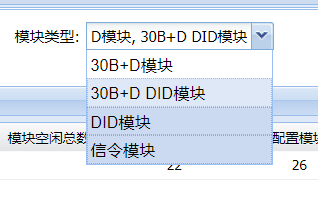 模块类型: D模块, 30B+D DID模块
30B+D模块
30B+D DID模块
DID模块
信令模块
模块空闲总数 配置模
22 26